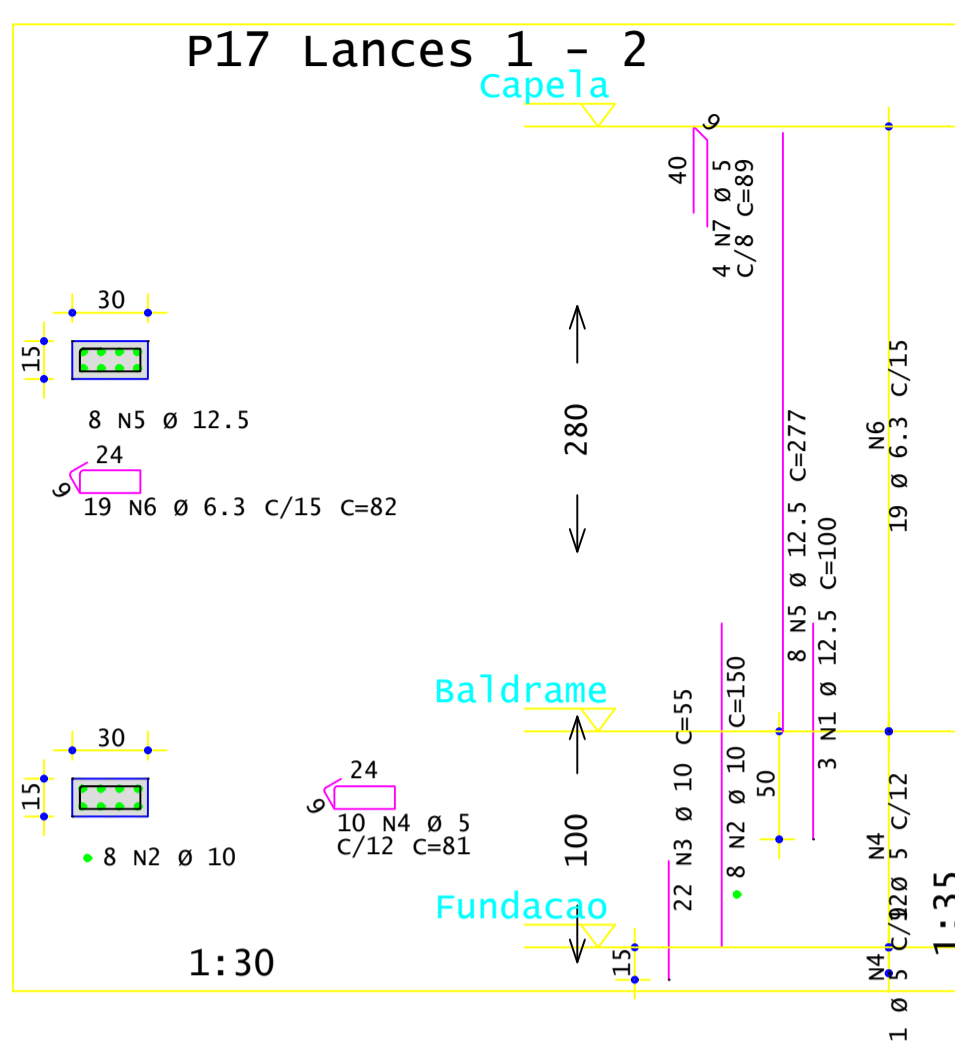 P17 Lances 1 - 2
Capela
9
40
4 N7 Ø 5
C/8 C=89
30
15
8 N5 Ø 12.5
24
9
19 N6 Ø 6.3 C/15 C=82
280
8 N5 Ø 12.5 C=277
3 N1 Ø 12.5 C=100
N6
19 Ø 6.3 C/15
Baldrame
30
15
8 N2 Ø 10
24
9
10 N4 Ø 5
C/12 C=81
100
22 N3 Ø 10 C=55
8 N2 Ø 10 C=150
50
N4
Ø 5 C/12
Fundacao
15
N4
1 Ø 5
1:30
1:35